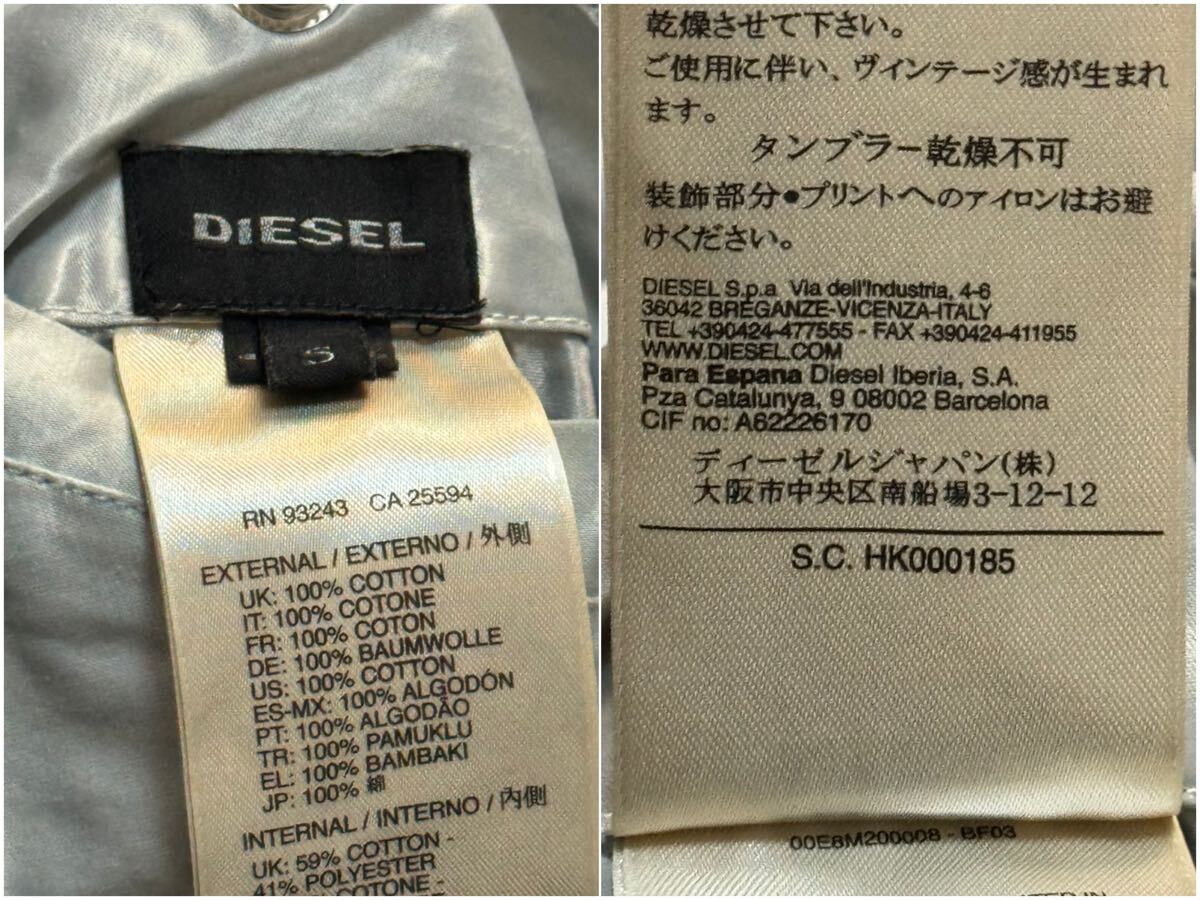 DIESEL
S
RN 93243 CA 25594
EXTERNAL / EXTERNO / 外側
UK: 100% COTTON
IT: 100% COTONE
FR: 100% COTON
DE: 100% BAUMWOLLE
US: 100% COTTON
ES-MX: 100% ALGODÓN
PT: 100% ALGODÃO
TR: 100% PAMUKLU
EL: 100% BAMBAKI
JP: 100% 綿
INTERNAL / INTERNO / 内側
UK: 59% COTTON -
41% POLYESTER
COTONE -
乾燥させて下さい。
ご使用に伴い、ヴィンテージ感が生まれ
ます。
タンブラー乾燥不可
装飾部分●プリントへのアイロンはお避
けください。
DIESEL S.p.a Via dell'Industria, 4-6
36042 BREGANZE-VICENZA-ITALY
TEL +390424-477555 - FAX +390424-411955
WWW.DIESEL.COM
Para Espana Diesel Iberia, S.A.
Pza Catalunya, 9 08002 Barcelona
CIF no: A62226170
ディーゼルジャパン(株)
大阪市中央区南船場3-12-12
S.C. HK000185
00E8M200008 - BF03